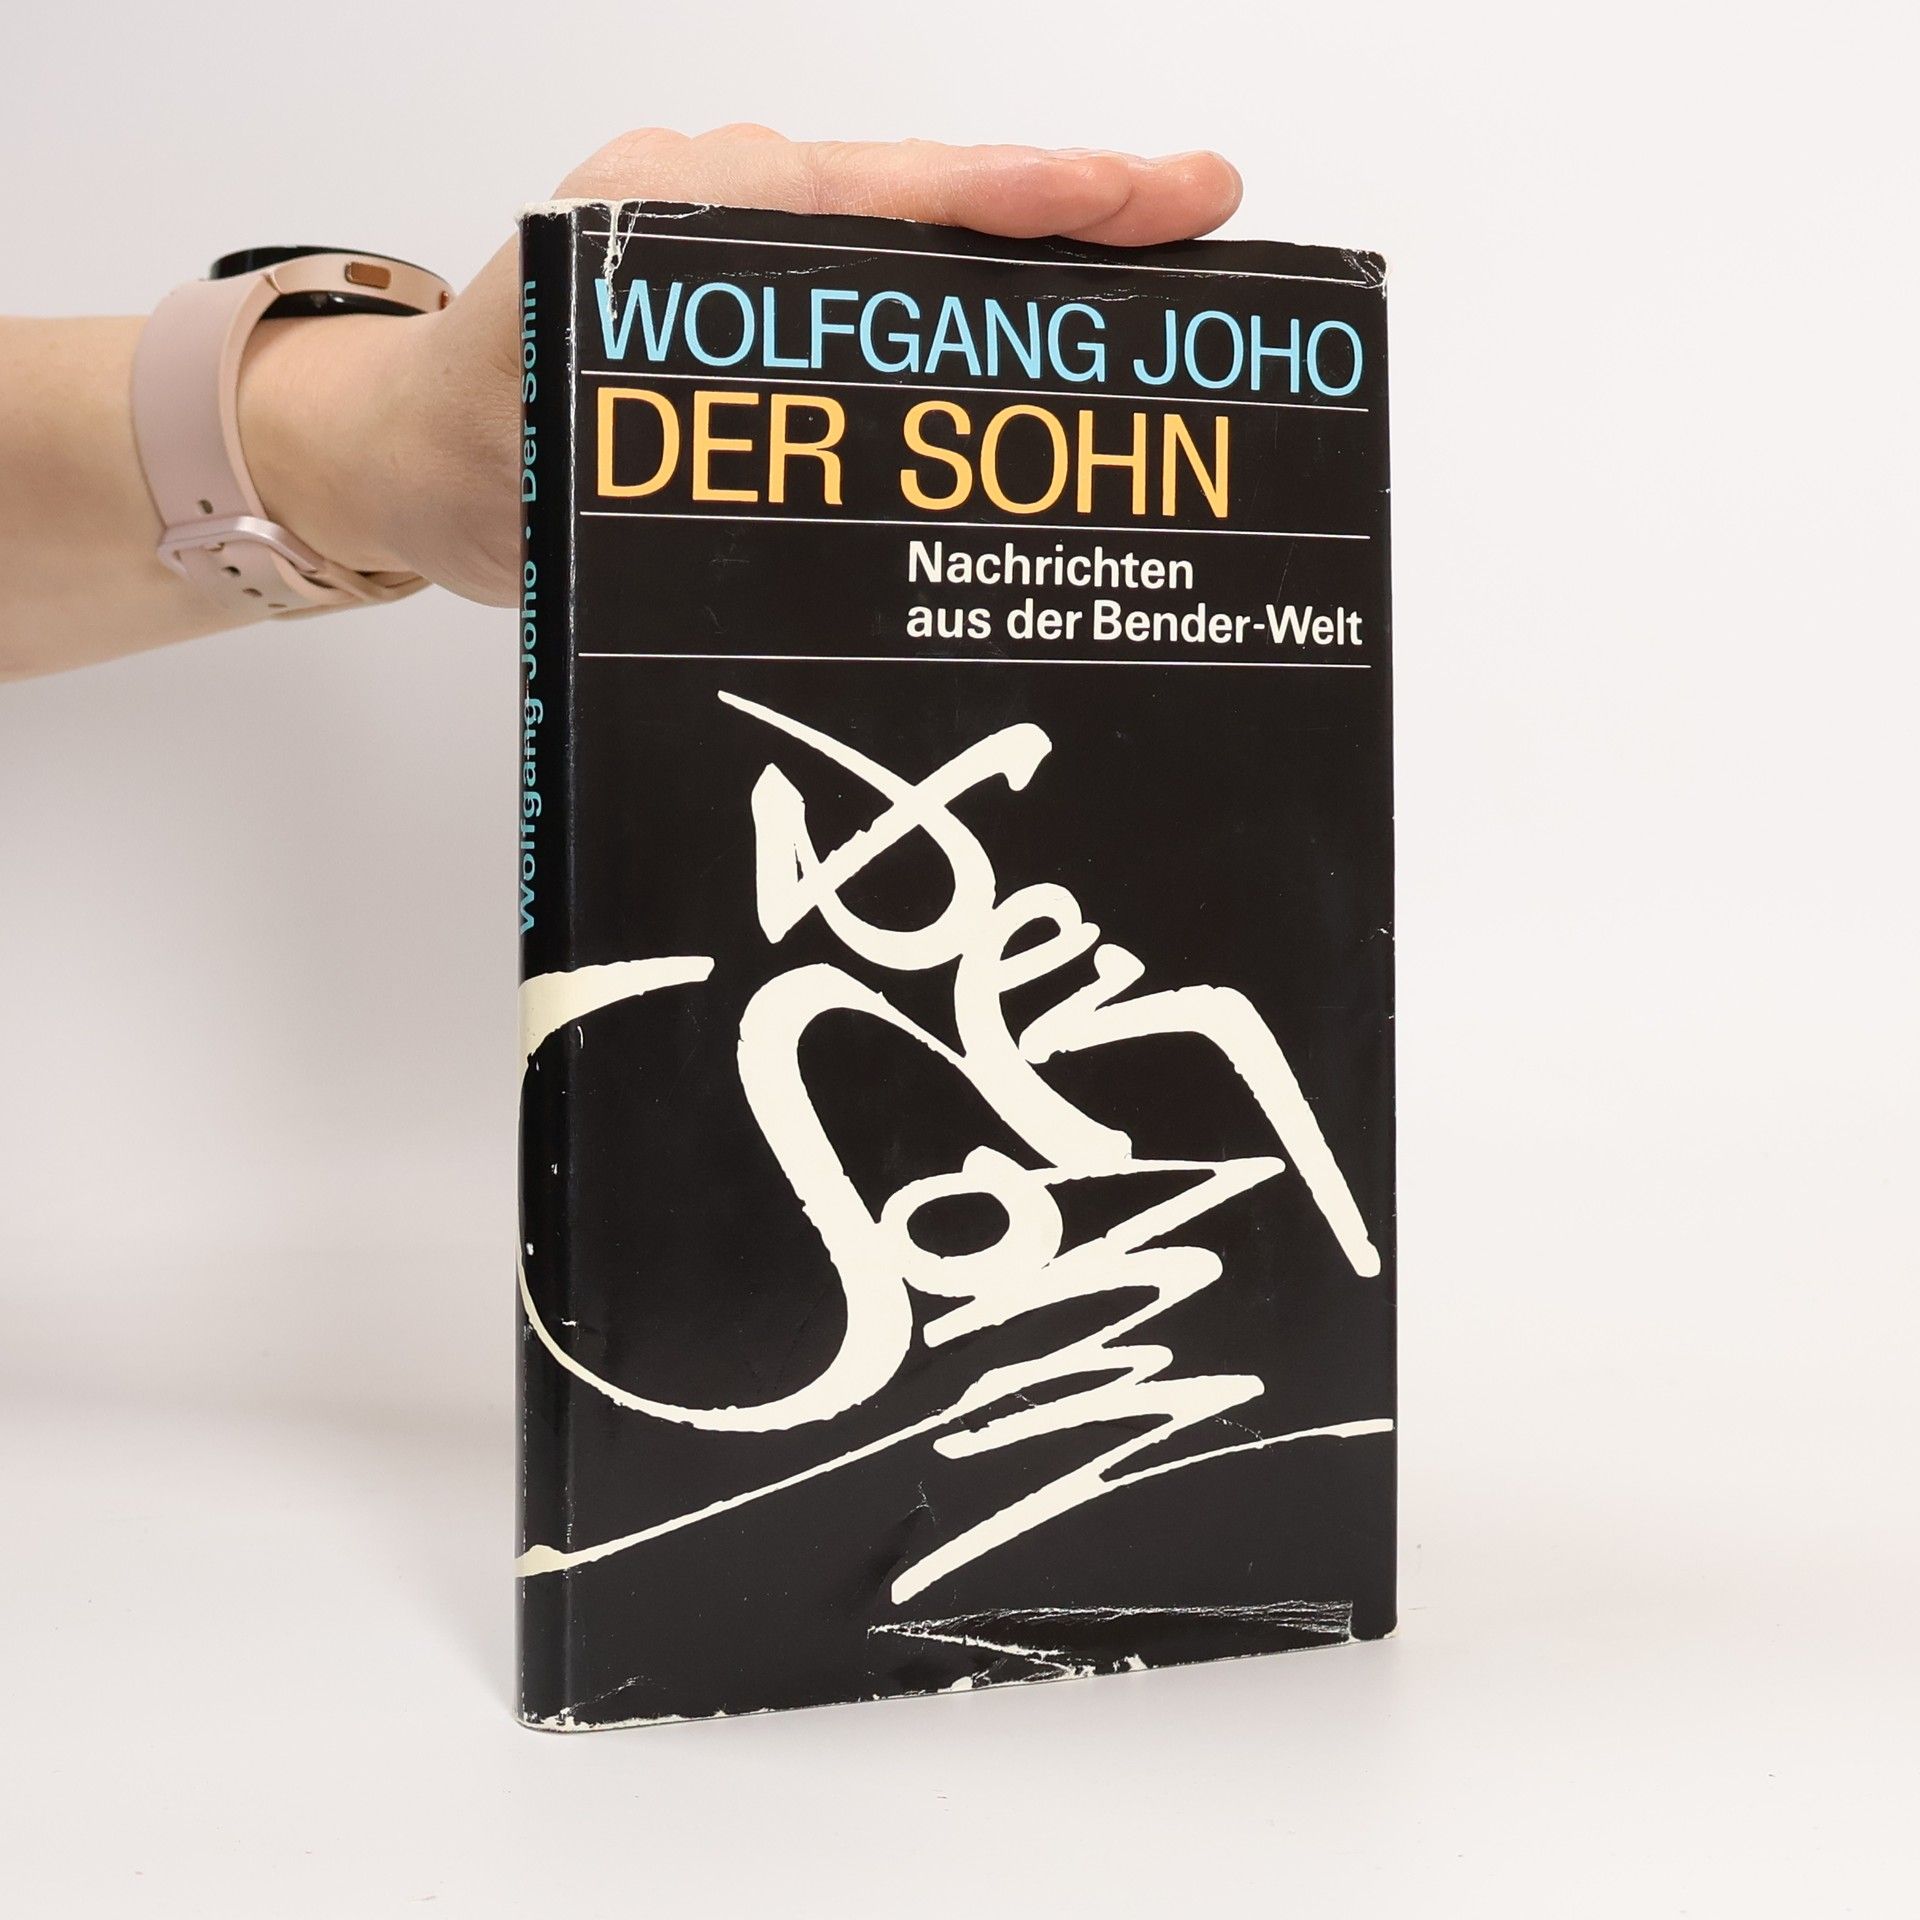 WOLFGANG JOHO
DER SOHN
Nachrichten
aus der Bender-Welt
Der
Sohn
Wolfgang Joho • Der Sohn